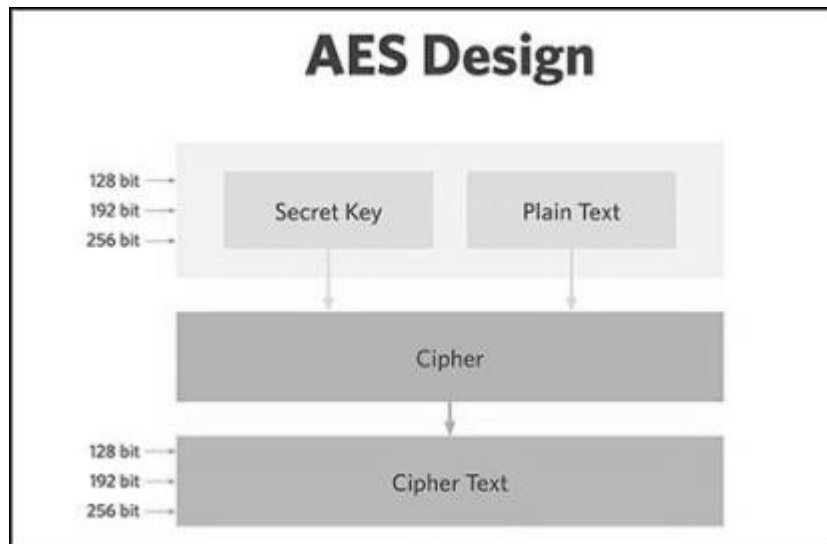 AES Design
128 bit
192 bit
256 bit
Secret Key
Plain Text
Cipher
128 bit
192 bit
256 bit
Cipher Text